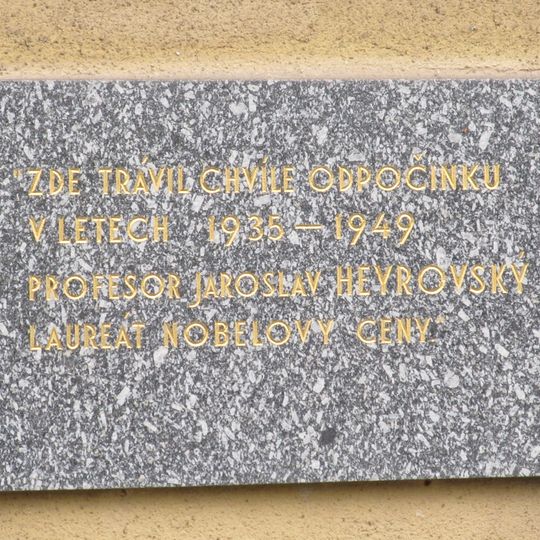 "ZDE TRÁVIL CHVÍLE ODPOČINKU
V LETECH 1935 — 1949
PROFESOR JAROSLAV HEYROVSKÝ
LAUREÁT NOBELOVY CENY."